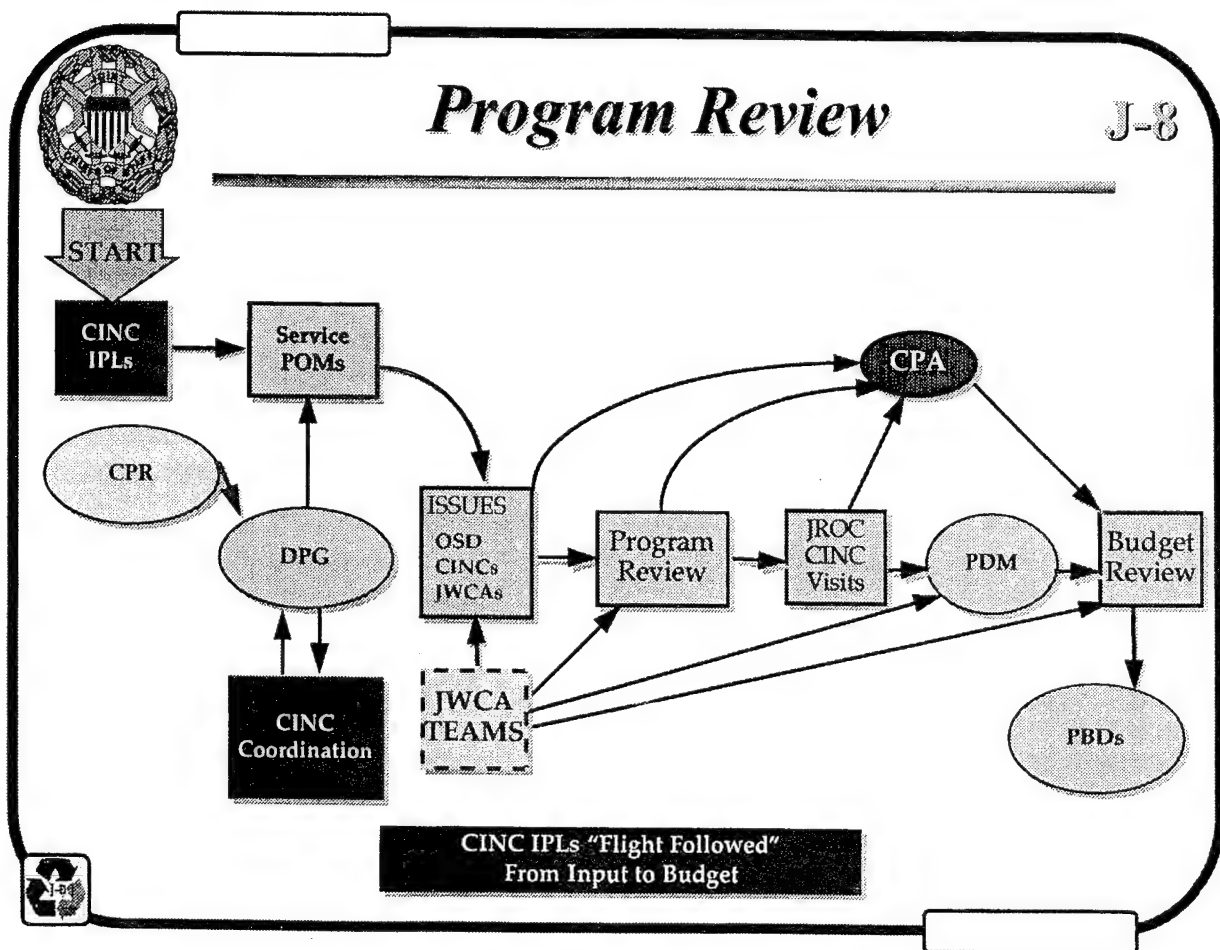 Program Review
J-8
START
CINC
IPLs
Service
POMs
CPA
CPR
DPG
ISSUES
OSD
CINCs
JWCAs
Program
Review
JROC
CINC
Visits
PDM
Budget
Review
CINC
Coordination
JWCA
TEAMS
PBDs
CINC IPLs "Flight Followed"
From Input to Budget